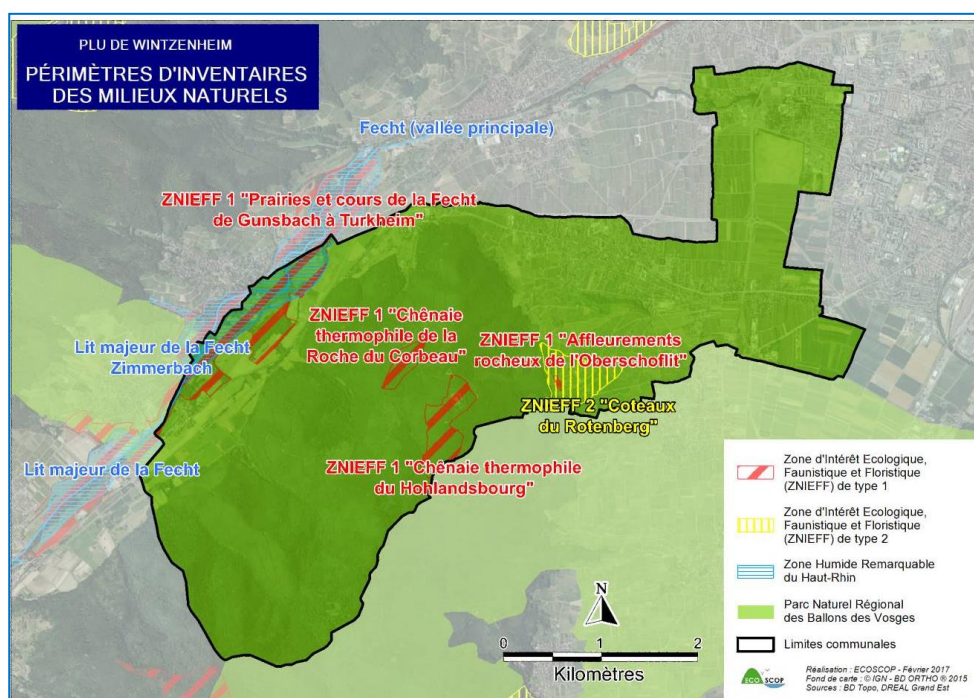 PLU DE WINTZENHEIM
PÉRIMÈTRES D'INVENTAIRES
DES MILIEUX NATURELS
Fecht (vallée principale)
ZNIEFF 1 "Prairies et cours de la Fecht
de Gunsbach à Turkheim"
ZNIEFF 1 "Chênaie
thermophile de la
Roche du Corbeau"
ZNIEFF 1 "Affleurements
rocheux de l'Oberschoflit"
Lit majeur de la Fecht
Zimmerbach
ZNIEFF 2 "Coteaux
du Rotenberg"
Lit majeur de la Fecht
ZNIEFF 1 "Chênaie thermophile
du Hohlandsbourg"
Zone d'Intérêt Ecologique,
Faunistique et Floristique
(ZNIEFF) de type 1
Zone d'Intérêt Ecologique,
Faunistique et Floristique
(ZNIEFF) de type 2
Zone Humide Remarquable
du Haut-Rhin
Parc Naturel Régional
des Ballons des Vosges
Limites communales
N
0 1 2
Kilomètres
ECO SCOP
Réalisation : ECOSCOP - Février 2017
Fond de carte : © IGN - BD ORTHO ® 2015
Sources : BD Topo, DREAL Grand Est